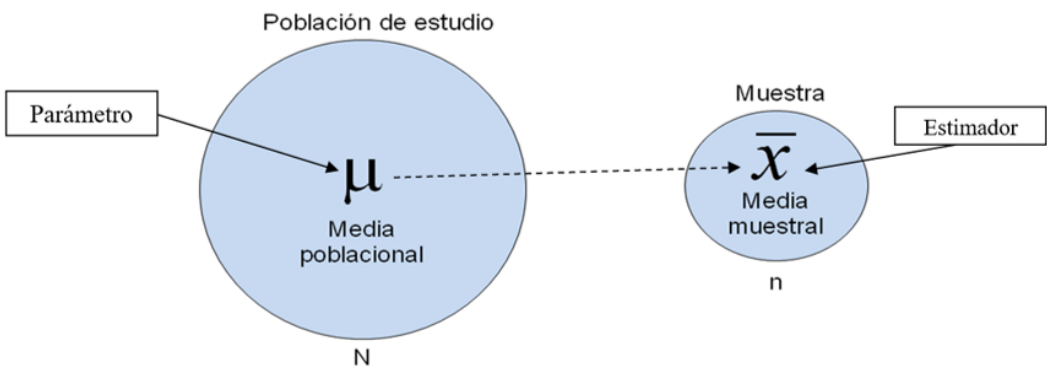 Población de estudio
Parámetro
μ
Media
poblacional
N
Muestra
Estimador
x̅
Media
muestral
n